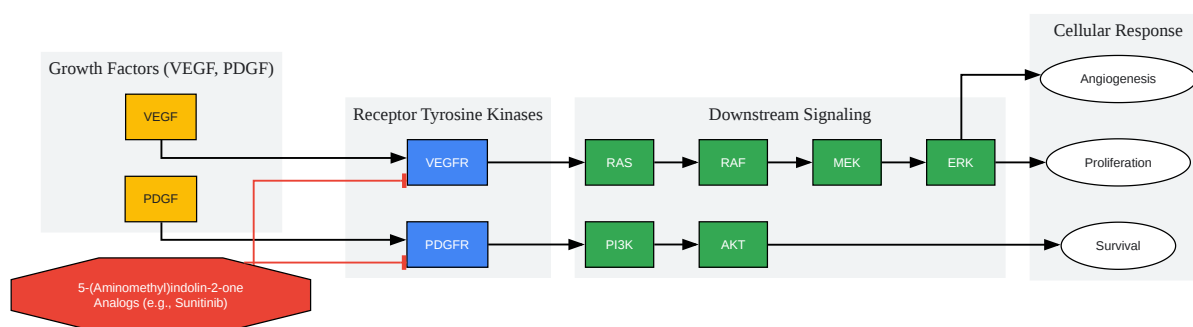 Cellular Response
Growth Factors (VEGF, PDGF)
Angiogenesis
VEGF
Receptor Tyrosine Kinases
Downstream Signaling
VEGFR
RAS
RAF
MEK
ERK
Proliferation
PDGF
PDGFR
PI3K
AKT
Survival
5-(Aminomethyl)indolin-2-one
Analogs (e.g., Sunitinib)